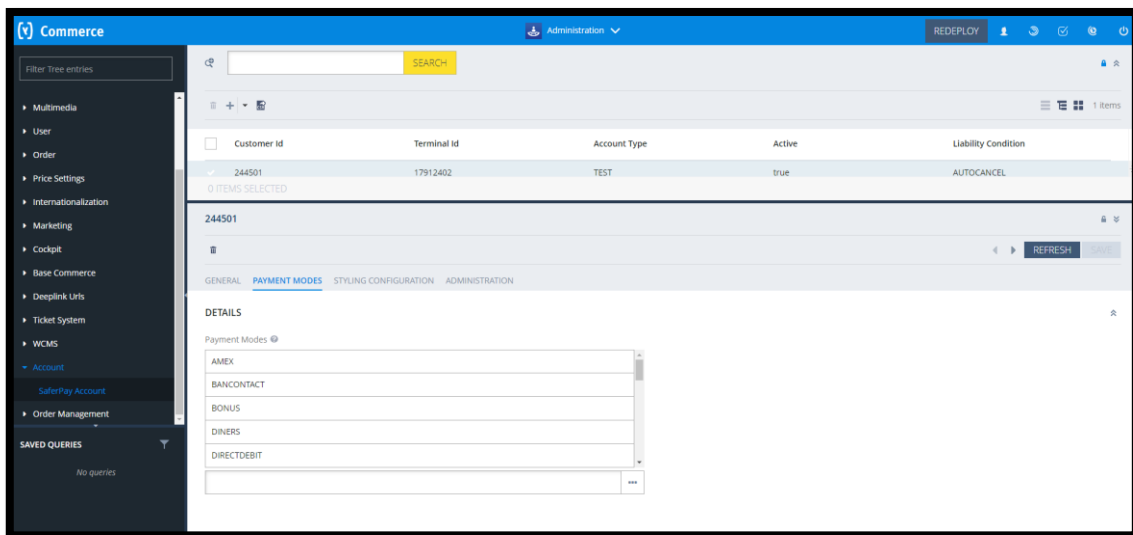 (y) Commerce
Administration
REDEPLOY
Filter Tree entries
Multimedia
User
Order
Price Settings
Internationalization
Marketing
Cockpit
Base Commerce
Deeplink Urls
Ticket System
WCMS
Account
SaferPay Account
Order Management
SAVED QUERIES
No queries
SEARCH
1 items
Customer Id Terminal Id Account Type Active Liability Condition
244501 17912402 TEST true AUTOCANCEL
0 ITEMS SELECTED
244501
REFRESH SAVE
GENERAL PAYMENT MODES STYLING CONFIGURATION ADMINISTRATION
DETAILS
Payment Modes
AMEX
BANCONTACT
BONUS
DINERS
DIRECTDEBIT